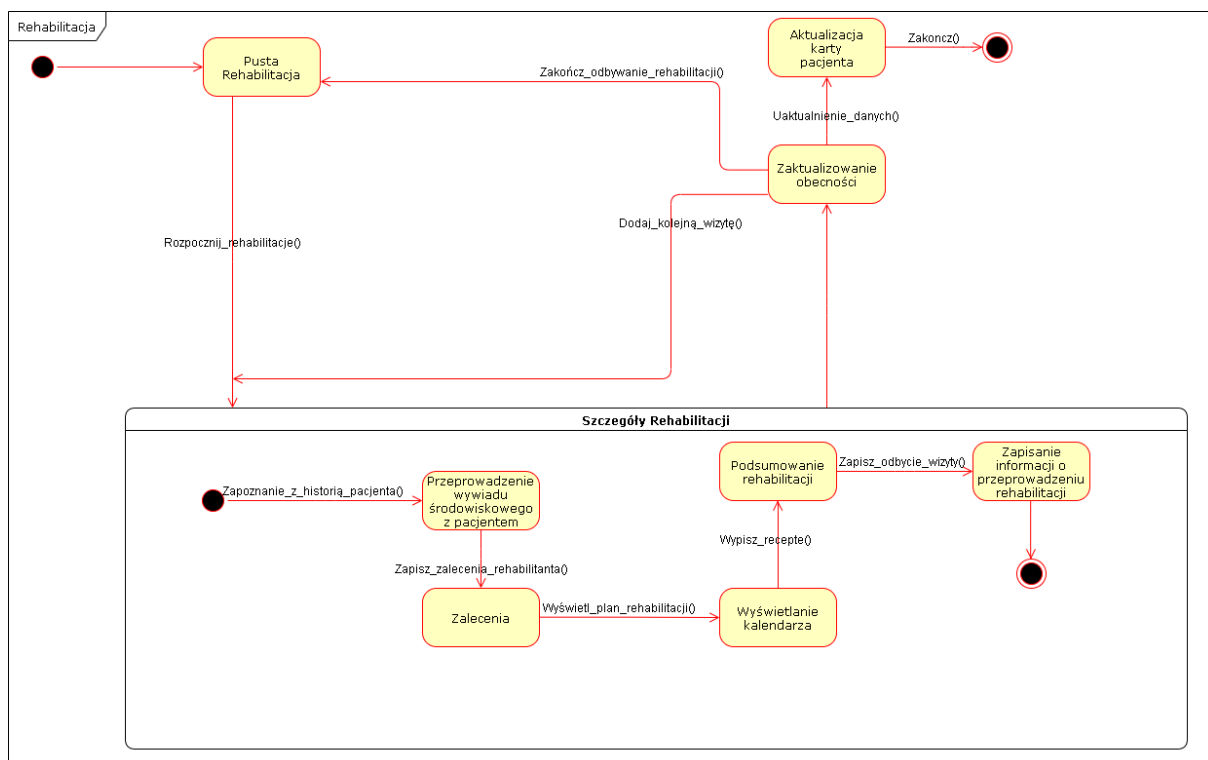 Rehabilitacja
Pusta
Rehabilitacja
Aktualizacja
karty
pacjenta
Zakoncz()
Zakończ_odbywanie_rehabilitacji()
Uaktualnienie_danych()
Zaktualizowanie
obecności
Dodaj_kolejną_wizytę()
Rozpocznij_rehabilitacje()
Szczegóły Rehabilitacji
Zapoznanie_z_historią_pacjenta()
Przeprowadzenie
wywiadu
środowiskowego
z pacjentem
Zapisz_zalecenia_rehabilitanta()
Zalecenia
Wyświetl_plan_rehabilitacji()
Wyświetlanie
kalendarza
Wypisz_recepte()
Podsumowanie
rehabilitacji
Zapisz_odbycie_wizyty()
Zapisanie
informacji o
przeprowadzeniu
rehabilitacji